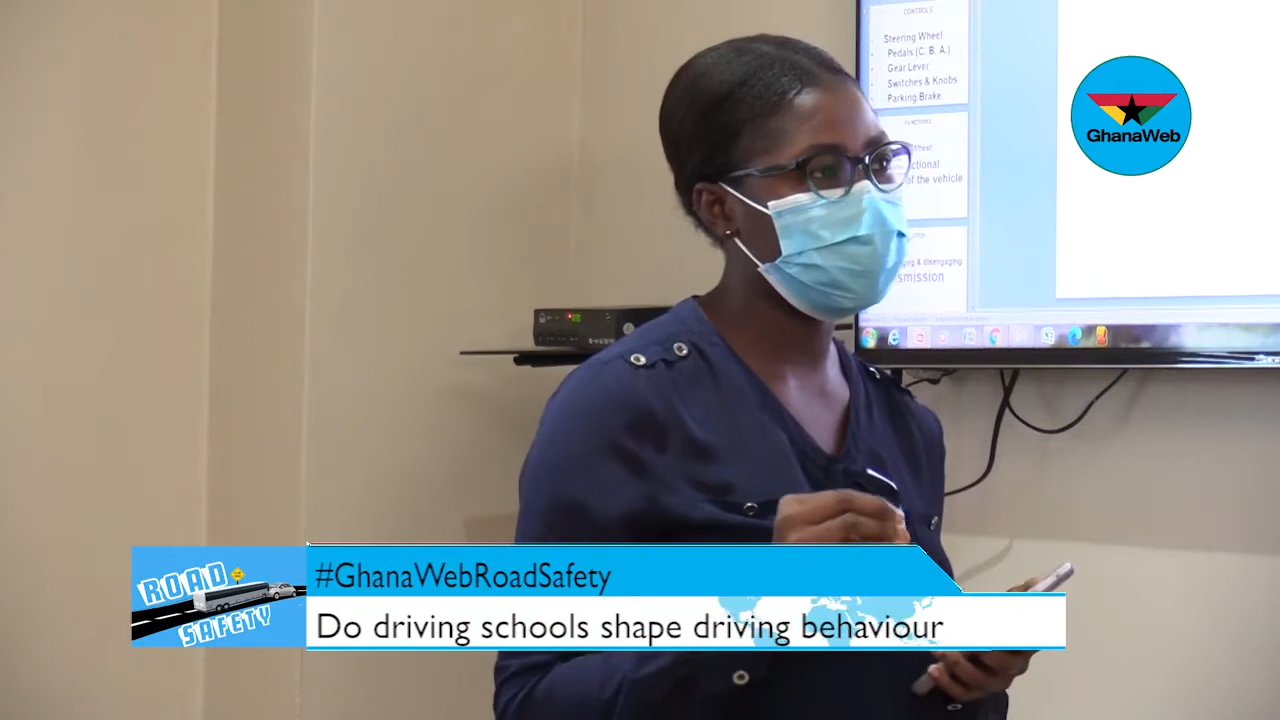 CONTROLS
Steering Wheel
Pedals (C. B. A.)
Gear Lever
Switches & Knobs
Parking Brake
FUNCTIONS
of the vehicle
& disengaging
GhanaWeb
ROAD
SAFETY
#GhanaWebRoadSafety
Do driving schools shape driving behaviour